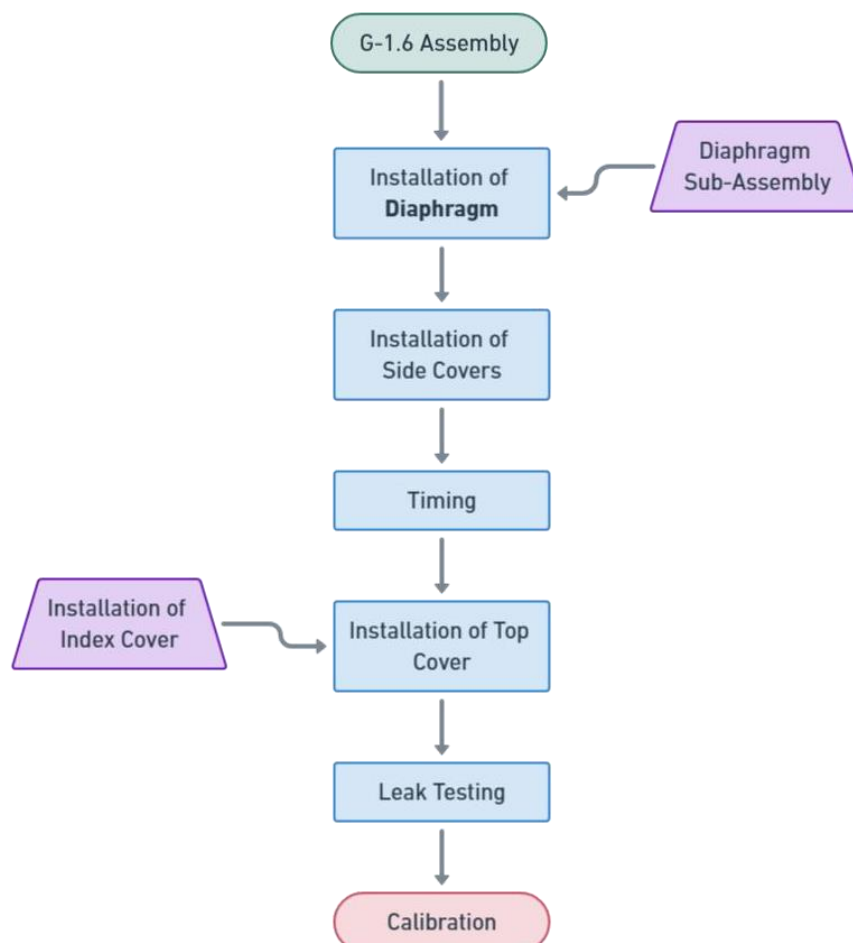 G-1.6 Assembly
Installation of
Diaphragm
Diaphragm
Sub-Assembly
Installation of
Side Covers
Timing
Installation of
Index Cover
Installation of Top
Cover
Leak Testing
Calibration